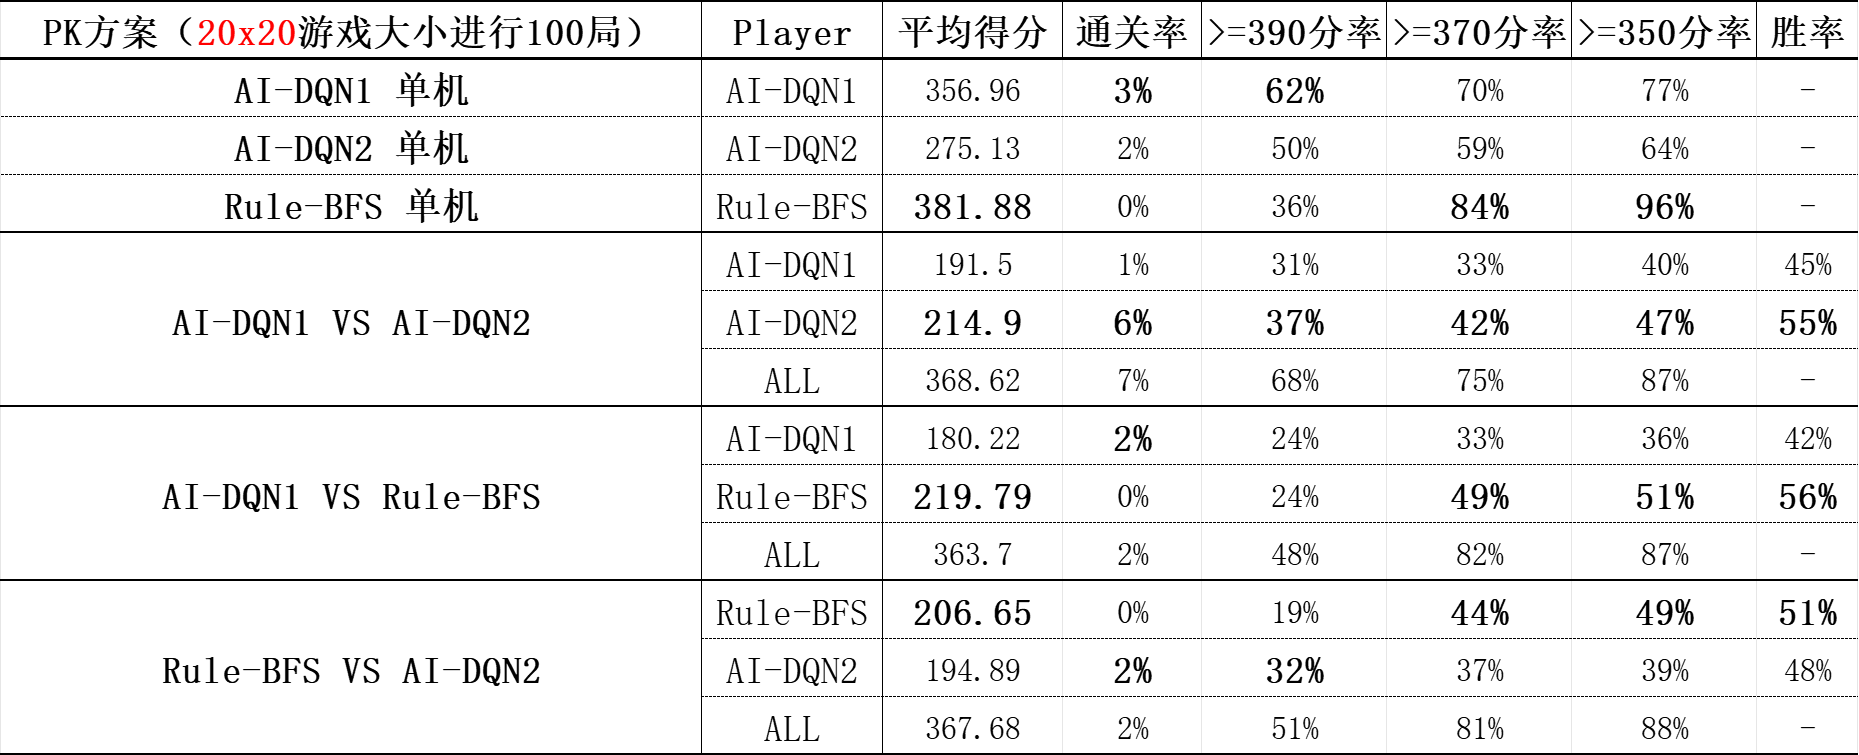 PK方案（20x20游戏大小进行100局） Player 平均得分 通关率 >=390分率 >=370分率 >=350分率 胜率
AI-DQN1 单机 AI-DQN1 356.96 3% 62% 70% 77% -
AI-DQN2 单机 AI-DQN2 275.13 2% 50% 59% 64% -
Rule-BFS 单机 Rule-BFS 381.88 0% 36% 84% 96% -
AI-DQN1 191.5 1% 31% 33% 40% 45%
AI-DQN1 VS AI-DQN2 AI-DQN2 214.9 6% 37% 42% 47% 55%
ALL 368.62 7% 68% 75% 87% -
AI-DQN1 180.22 2% 24% 33% 36% 42%
AI-DQN1 VS Rule-BFS Rule-BFS 219.79 0% 24% 49% 51% 56%
ALL 363.7 2% 48% 82% 87% -
Rule-BFS 206.65 0% 19% 44% 49% 51%
Rule-BFS VS AI-DQN2 AI-DQN2 194.89 2% 32% 37% 39% 48%
ALL 367.68 2% 51% 81% 88% -